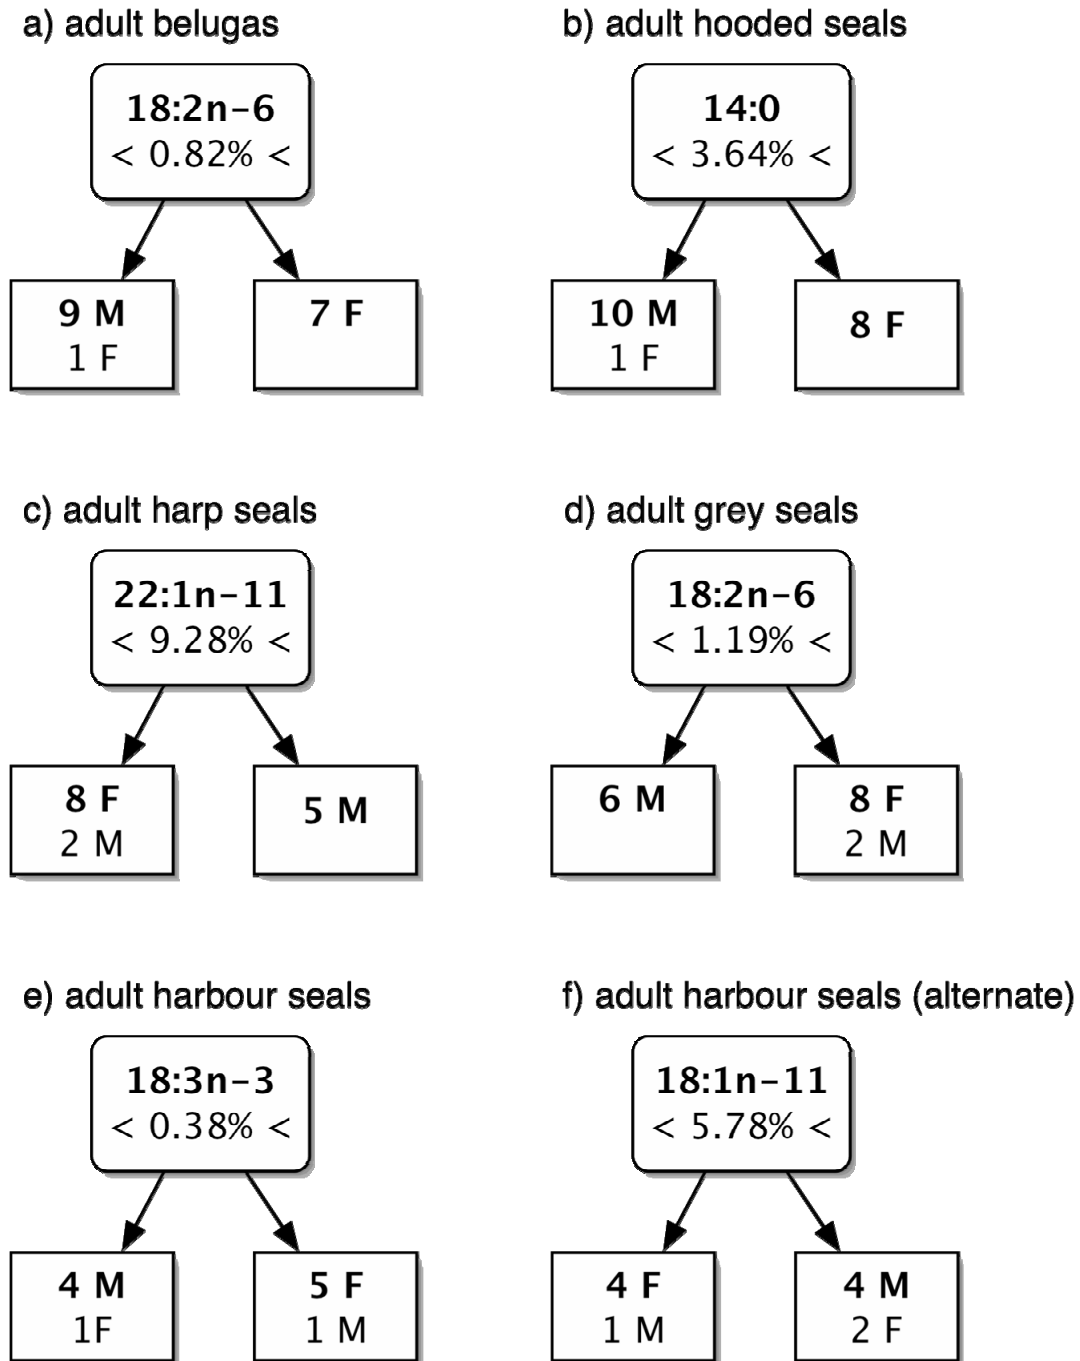 a) adult belugas
18:2n-6
< 0.82% <
9 M
1 F
7 F
b) adult hooded seals
14:0
< 3.64% <
10 M
1 F
8 F
c) adult harp seals
22:1n-11
< 9.28% <
8 F
2 M
5 M
d) adult grey seals
18:2n-6
< 1.19% <
6 M
8 F
2 M
e) adult harbour seals
18:3n-3
< 0.38% <
4 M
1F
5 F
1 M
f) adult harbour seals (alternate)
18:1n-11
< 5.78% <
4 F
1 M
4 M
2 F